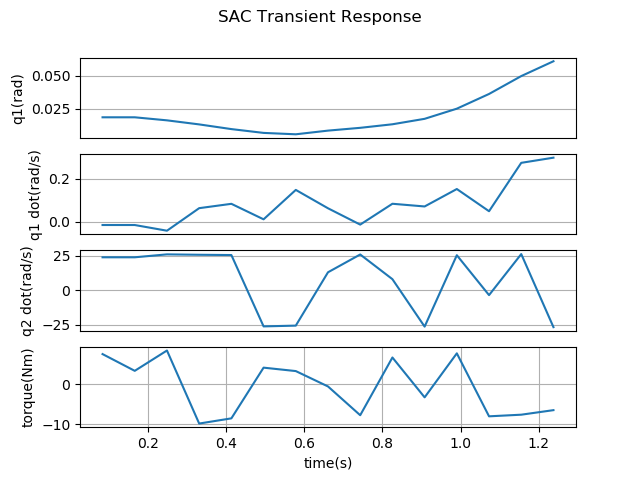 SAC Transient Response
q1(rad)
0.050
0.025
q1 dot(rad/s)
0.2
0.0
q2 dot(rad/s)
25
0
−25
torque(Nm)
0
−10
0.2 0.4 0.6 0.8 1.0 1.2
time(s)